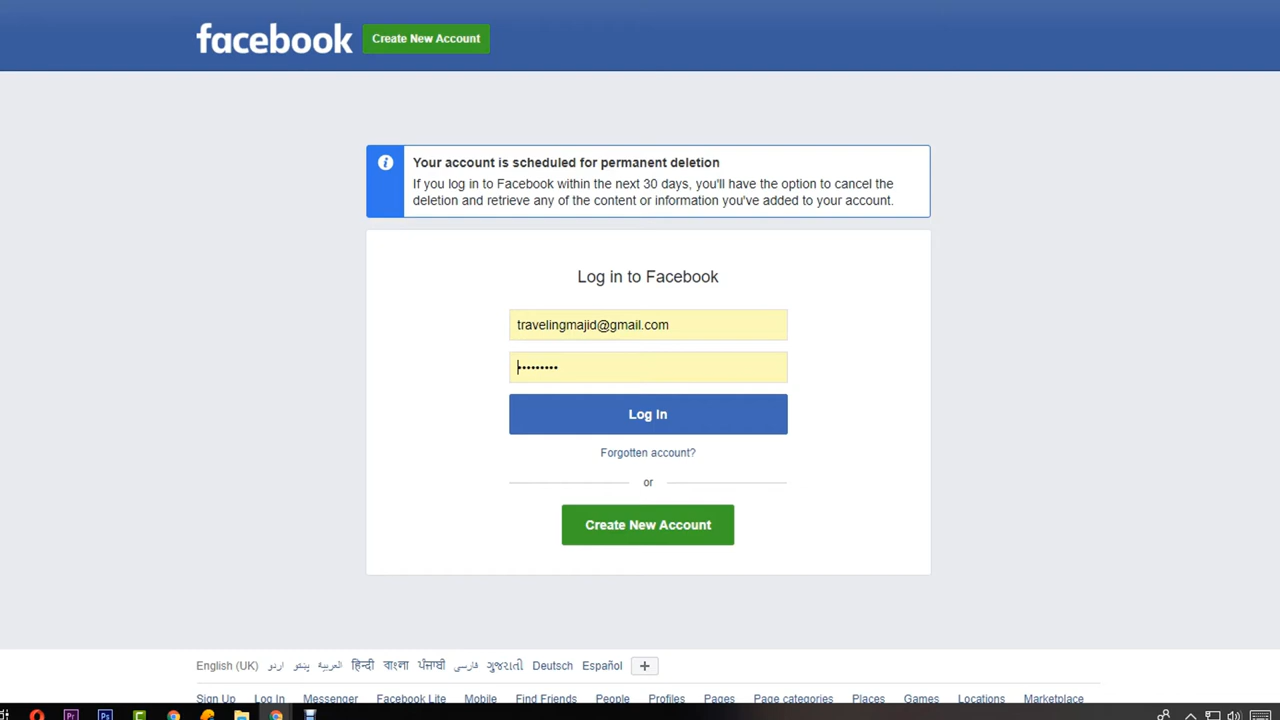 facebook Create New Account
Your account is scheduled for permanent deletion
If you log in to Facebook within the next 30 days, you'll have the option to cancel the
deletion and retrieve any of the content or information you've added to your account.
Log in to Facebook
travelingmajid@gmail.com
•••••••••
Log In
Forgotten account?
or
Create New Account
English (UK) اردو پښتو العربية हिन्दी বাংলা ਪੰਜਾਬੀ فارسی ગુજરાતી Deutsch Español +
Sign Up Log In Messenger Facebook Lite Mobile Find Friends People Profiles Pages Page categories Places Games Locations Marketplace